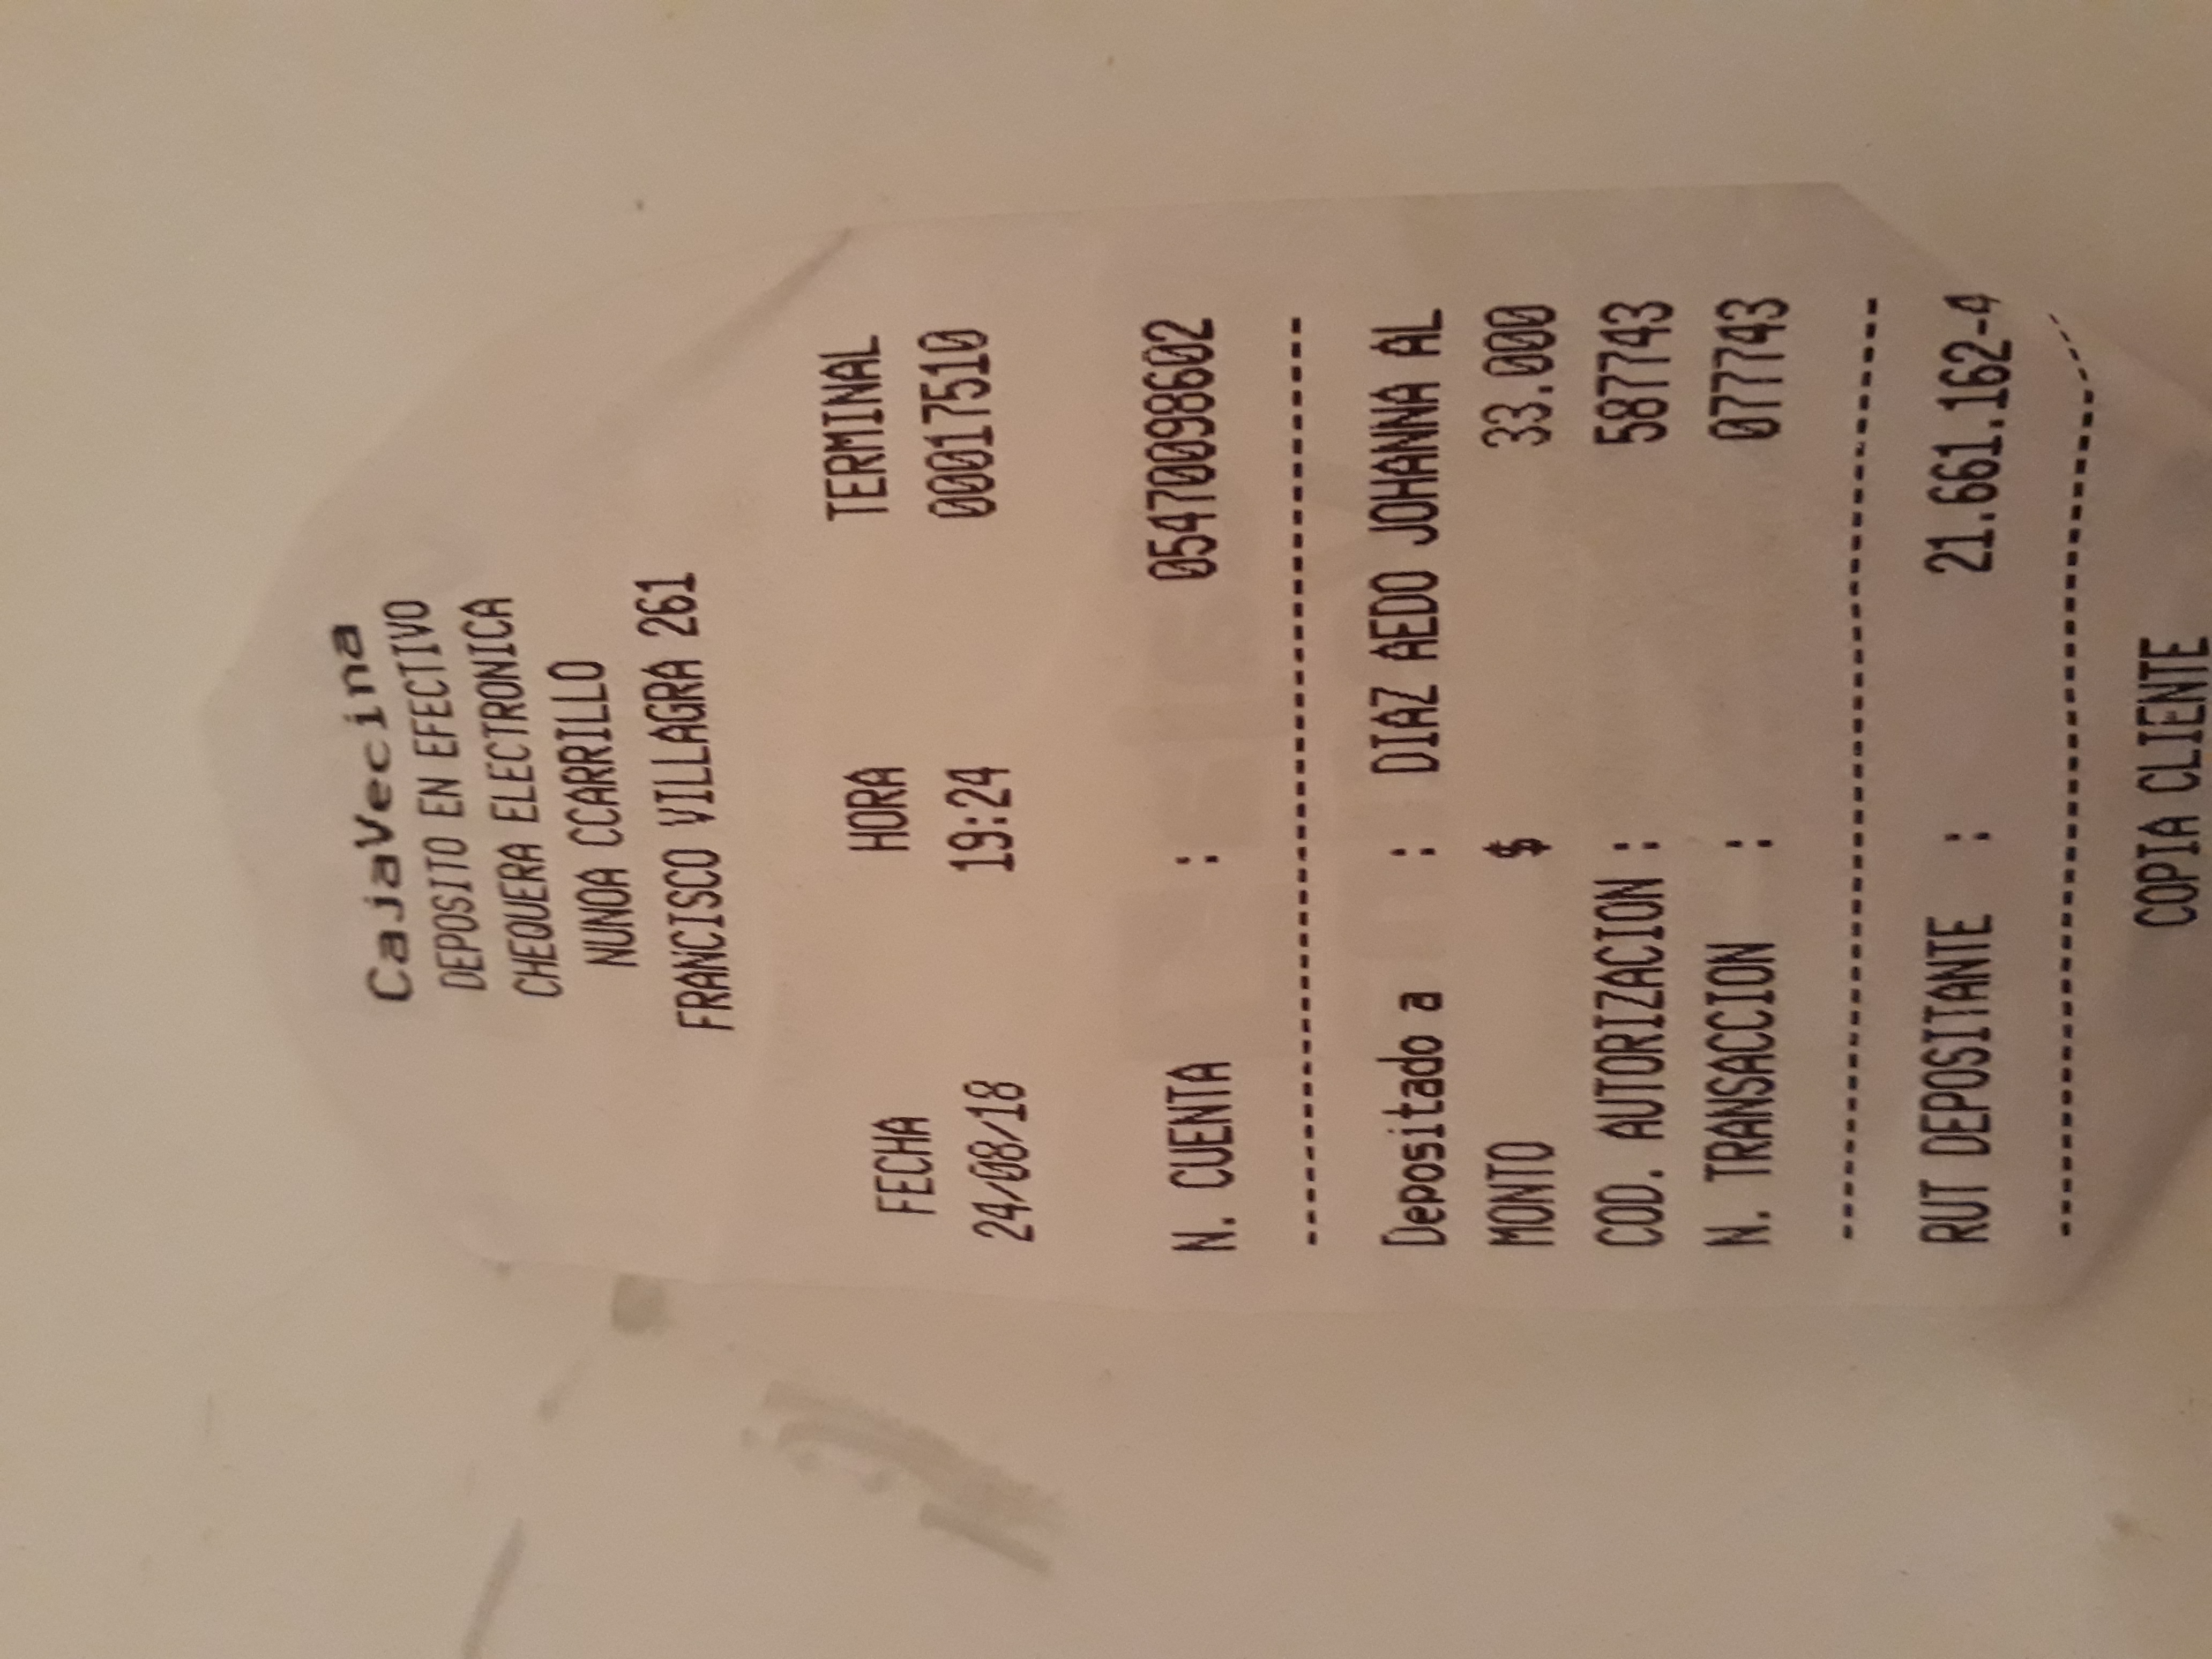 CajaVecina
DEPOSITO EN EFECTIVO
CHEQUERA ELECTRONICA
NUNOA CCARRILLO
FRANCISCO VILLAGRA 261
FECHA HORA TERMINAL
24/08/18 19:24 00017510
N. CUENTA : 05470098602
----------------------------------------
Depositado a : DIAZ AEDO JOHANNA AL
MONTO $ 33.000
COD. AUTORIZACION : 587743
N. TRANSACCION : 077743
----------------------------------------
RUT DEPOSITANTE : 21.661.162-4
----------------------------------------
COPIA CLIENTE